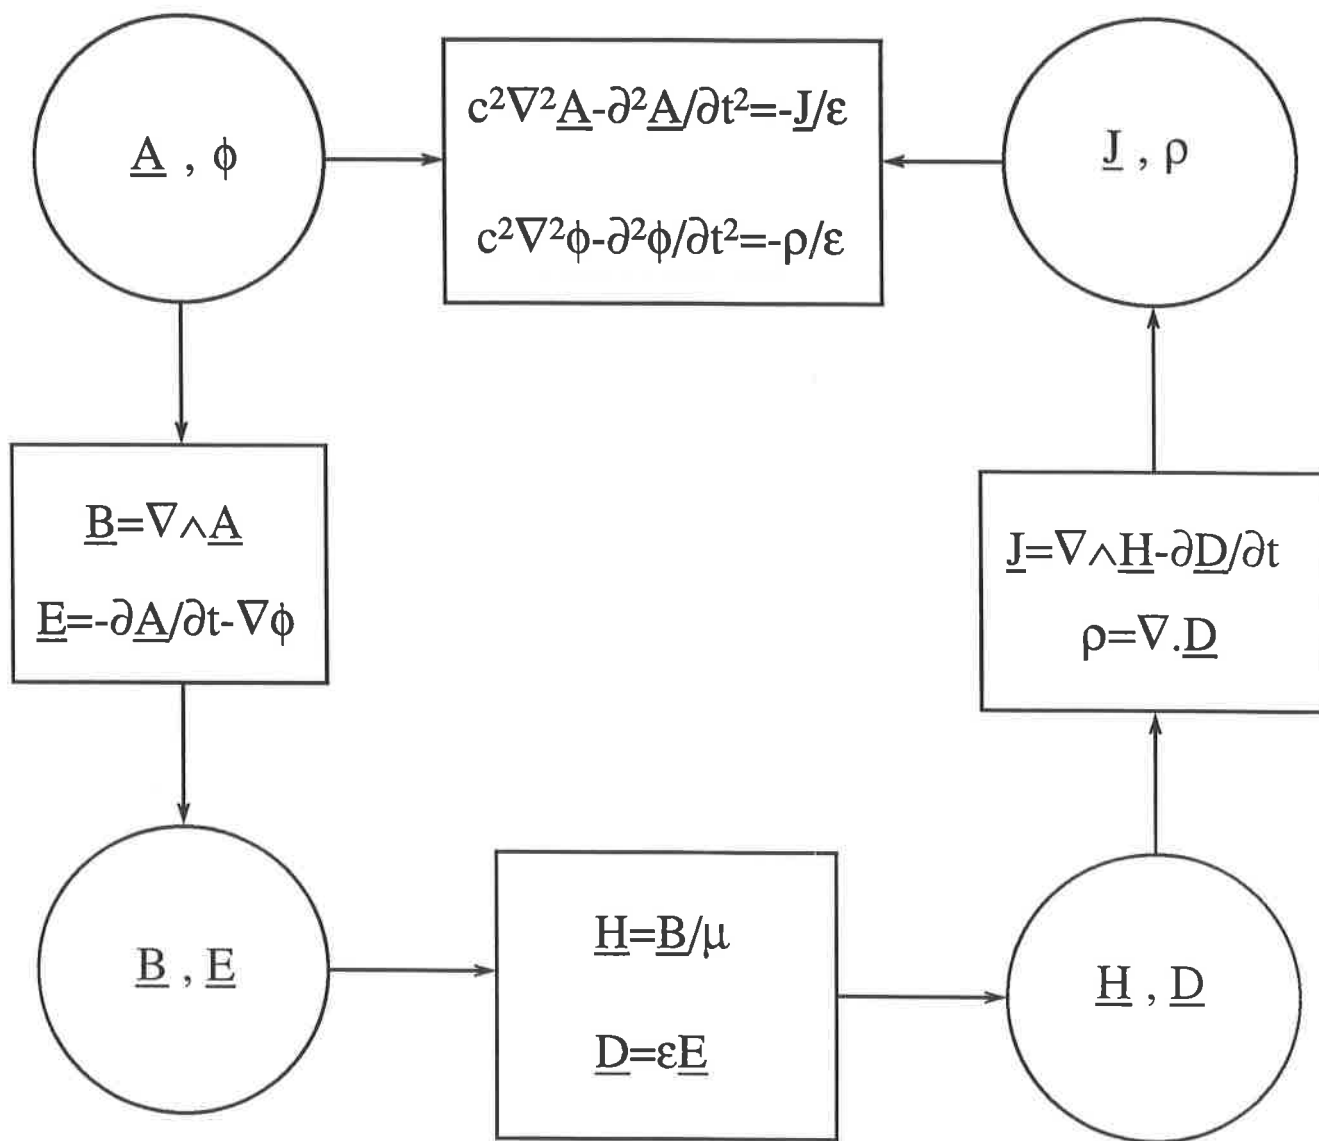 A , ϕ
c²∇²A-∂²A/∂t²=-J/ε
c²∇²ϕ-∂²ϕ/∂t²=-ρ/ε
J , ρ
B=∇∧A
E=-∂A/∂t-∇ϕ
J=∇∧H-∂D/∂t
ρ=∇.D
B , E
H=B/μ
D=εE
H , D